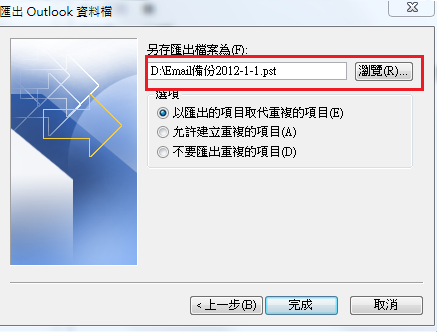 匯出 Outlook 資料檔
另存匯出檔案為(F):
D:\Email備份2012-1-1.pst
瀏覽(R)...
選項
以匯出的項目取代重複的項目(E)
允許建立重複的項目(A)
不要匯出重複的項目(D)
< 上一步(B)
完成
取消